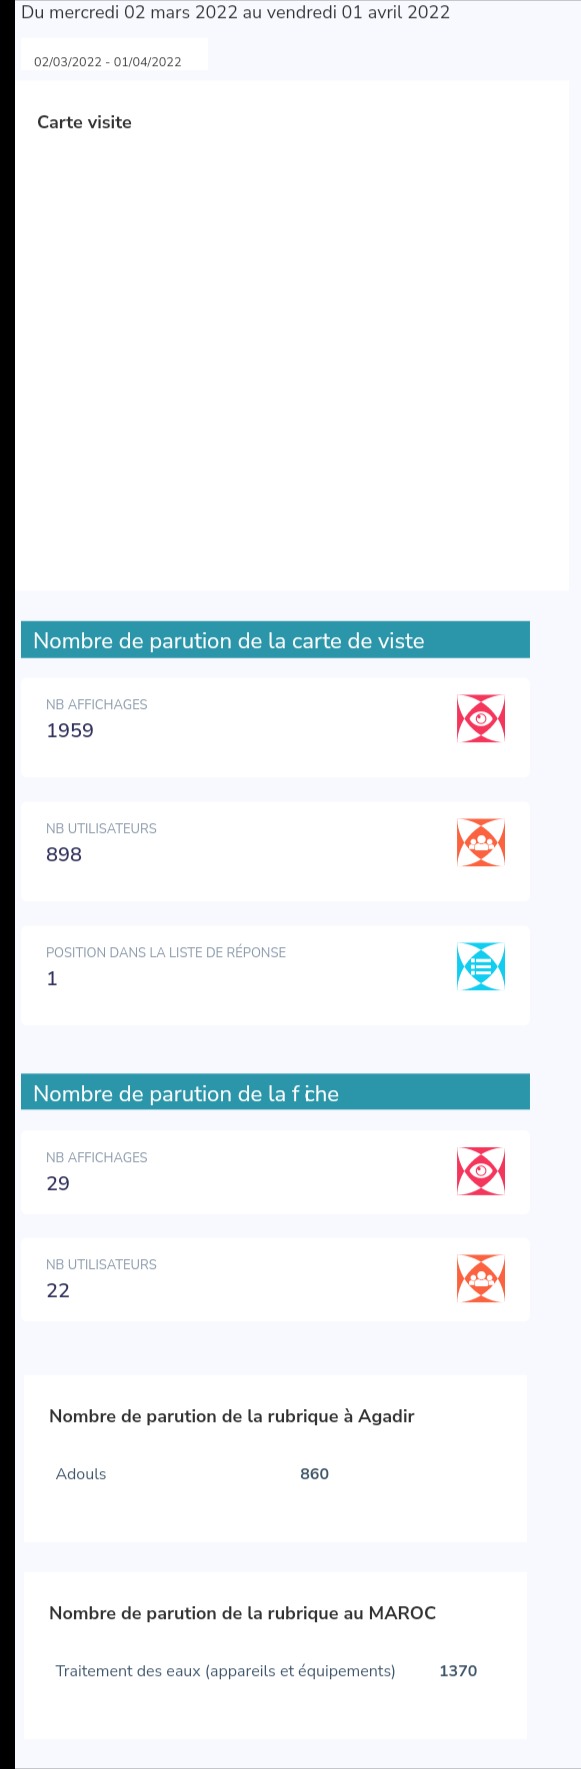 Du mercredi 02 mars 2022 au vendredi 01 avril 2022
02/03/2022 - 01/04/2022
Carte visite
Nombre de parution de la carte de viste
NB AFFICHAGES
1959
NB UTILISATEURS
898
POSITION DANS LA LISTE DE RÉPONSE
1
Nombre de parution de la fiche
NB AFFICHAGES
29
NB UTILISATEURS
22
Nombre de parution de la rubrique à Agadir
Adouls 860
Nombre de parution de la rubrique au MAROC
Traitement des eaux (appareils et équipements) 1370